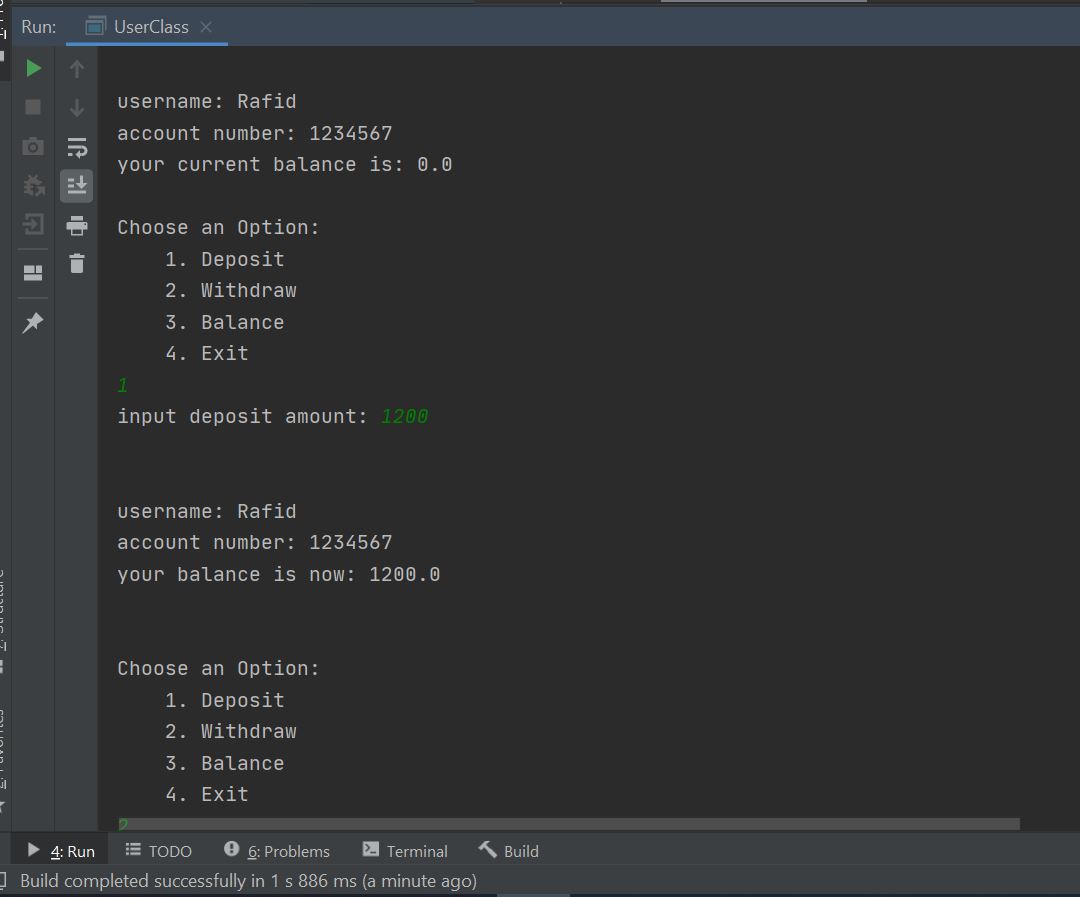 Run: UserClass
username: Rafid
account number: 1234567
your current balance is: 0.0
Choose an Option:
1. Deposit
2. Withdraw
3. Balance
4. Exit
1
input deposit amount: 1200
username: Rafid
account number: 1234567
your balance is now: 1200.0
Choose an Option:
1. Deposit
2. Withdraw
3. Balance
4. Exit
2
4: Run TODO 6: Problems Terminal Build
Build completed successfully in 1 s 886 ms (a minute ago)